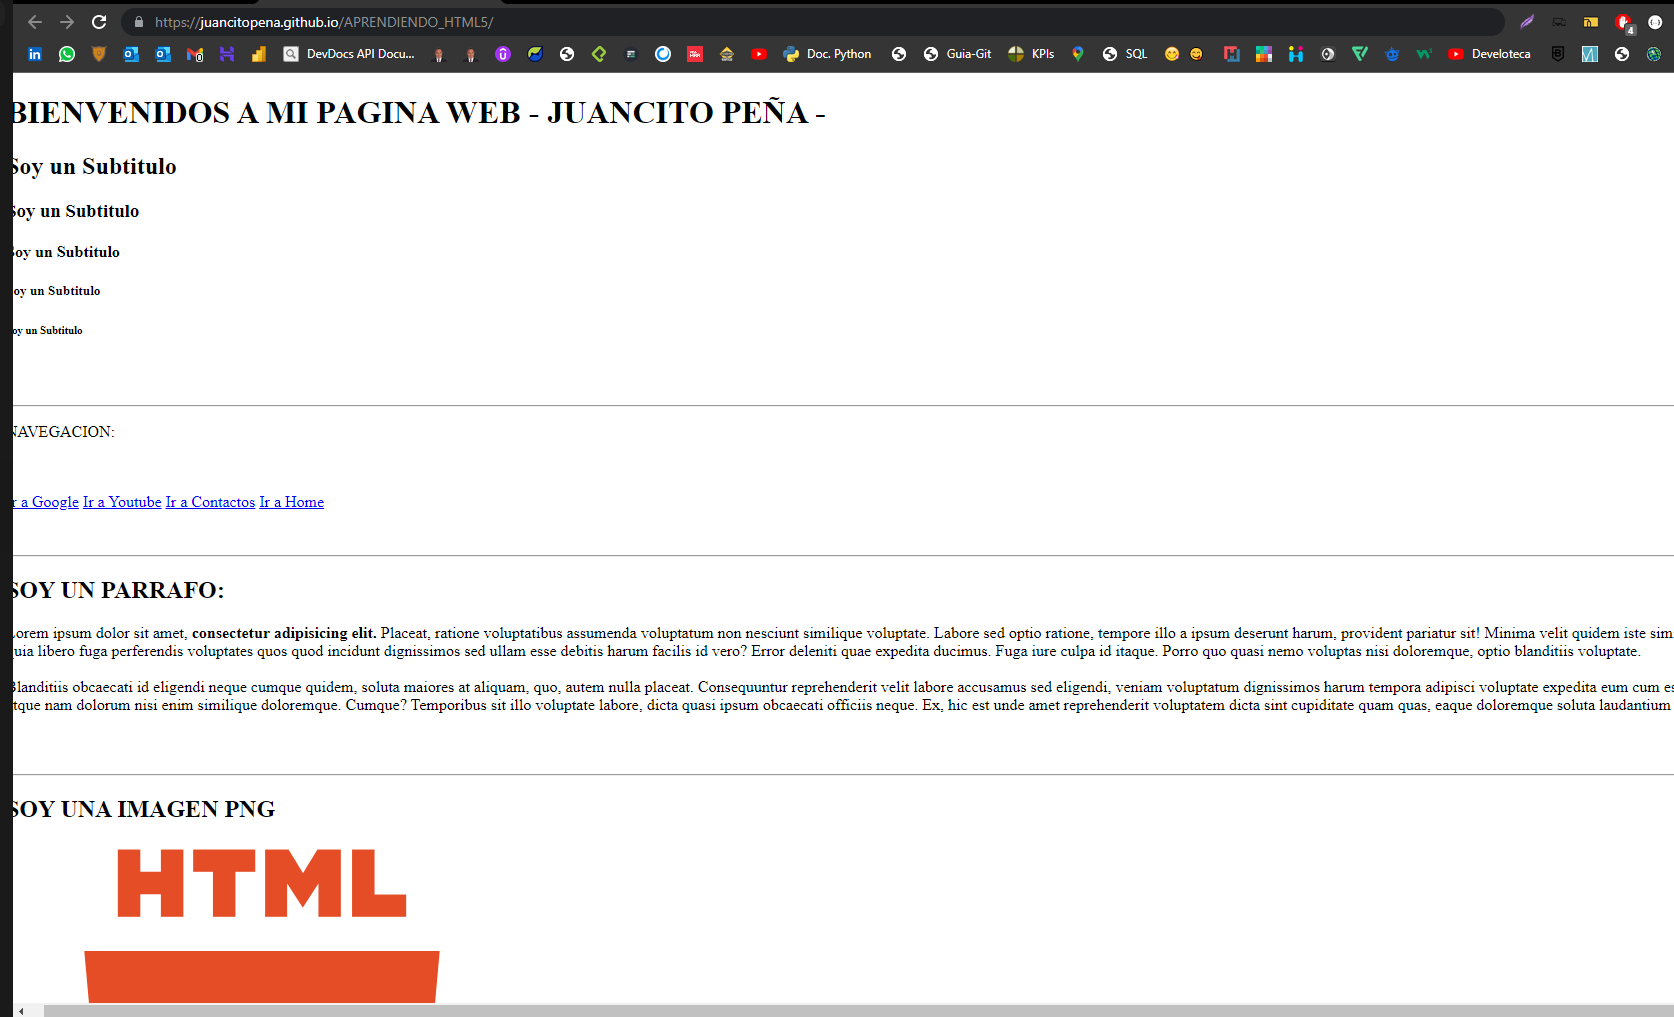 https://juancitopena.github.io/APRENDIENDO_HTML5/
4
in DevDocs API Docu... Doc. Python Guia-Git KPIs SQL Develoteca
BIENVENIDOS A MI PAGINA WEB - JUANCITO PEÑA -
Soy un Subtitulo
Soy un Subtitulo
Soy un Subtitulo
oy un Subtitulo
oy un Subtitulo
NAVEGACION:
r a Google Ir a Youtube Ir a Contactos Ir a Home
SOY UN PARRAFO:
Lorem ipsum dolor sit amet, consectetur adipisicing elit. Placeat, ratione voluptatibus assumenda voluptatum non nesciunt similique voluptate. Labore sed optio ratione, tempore illo a ipsum deserunt harum, provident pariatur sit! Minima velit quidem iste sim
quia libero fuga perferendis voluptates quos quod incidunt dignissimos sed ullam esse debitis harum facilis id vero? Error deleniti quae expedita ducimus. Fuga iure culpa id itaque. Porro quo quasi nemo voluptas nisi doloremque, optio blanditiis voluptate.
Blanditiis obcaecati id eligendi neque cumque quidem, soluta maiores at aliquam, quo, autem nulla placeat. Consequuntur reprehenderit velit labore accusamus sed eligendi, veniam voluptatum dignissimos harum tempora adipisci voluptate expedita eum cum es
tque nam dolorum nisi enim similique doloremque. Cumque? Temporibus sit illo voluptate labore, dicta quasi ipsum obcaecati officiis neque. Ex, hic est unde amet reprehenderit voluptatem dicta sint cupiditate quam quas, eaque doloremque soluta laudantium
SOY UNA IMAGEN PNG
HTML